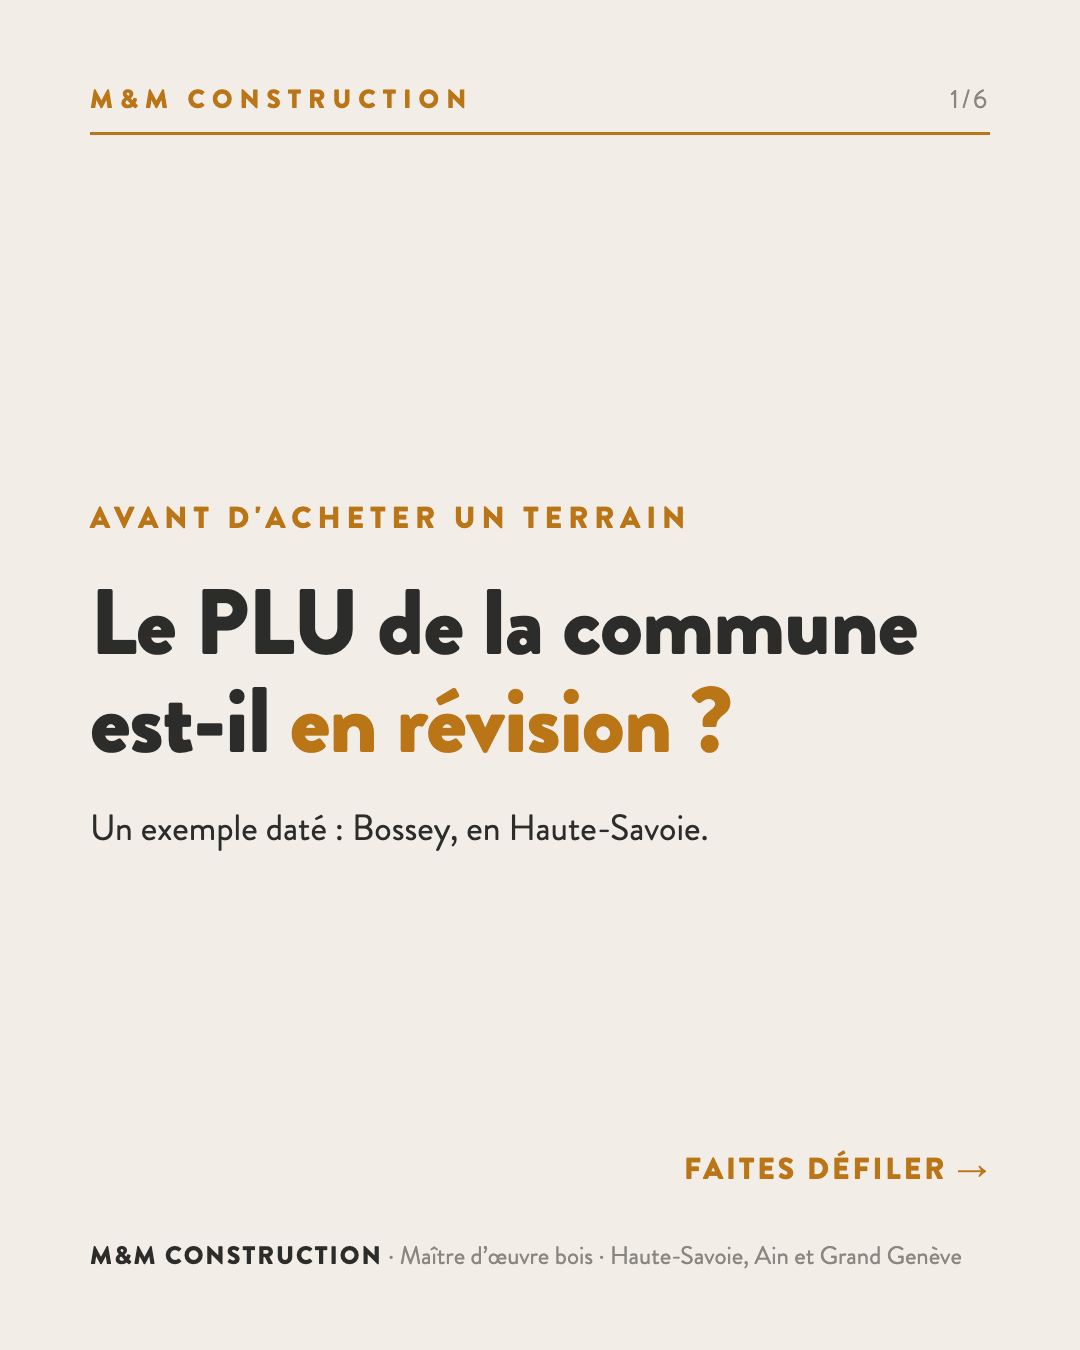 M&M CONSTRUCTION 1/6
AVANT D'ACHETER UN TERRAIN
Le PLU de la commune
est-il en révision ?
Un exemple daté : Bossey, en Haute-Savoie.
FAITES DÉFILER →
M&M CONSTRUCTION · Maître d’œuvre bois · Haute-Savoie, Ain et Grand Genève